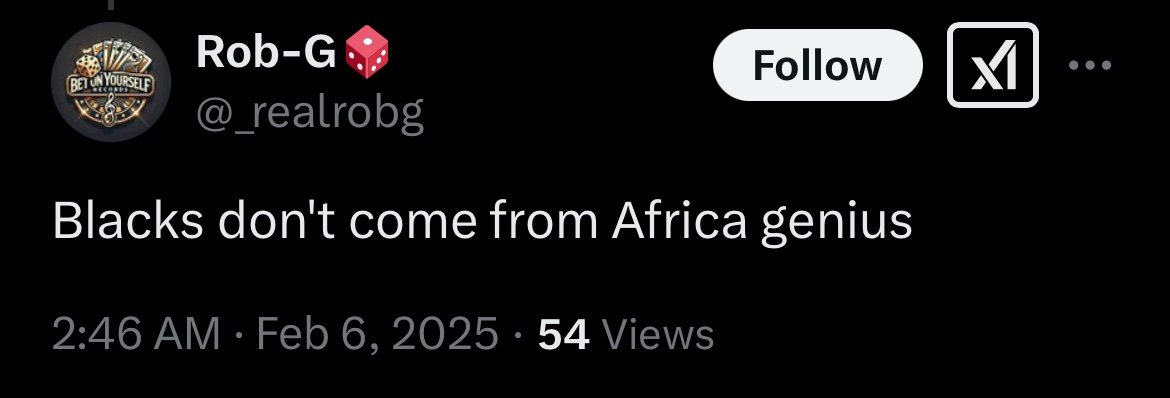 Rob-G🎲
Follow
@_realrobg
BET ON YOURSELF
RECORDS
Blacks don't come from Africa genius
2:46 AM · Feb 6, 2025 · 54 Views